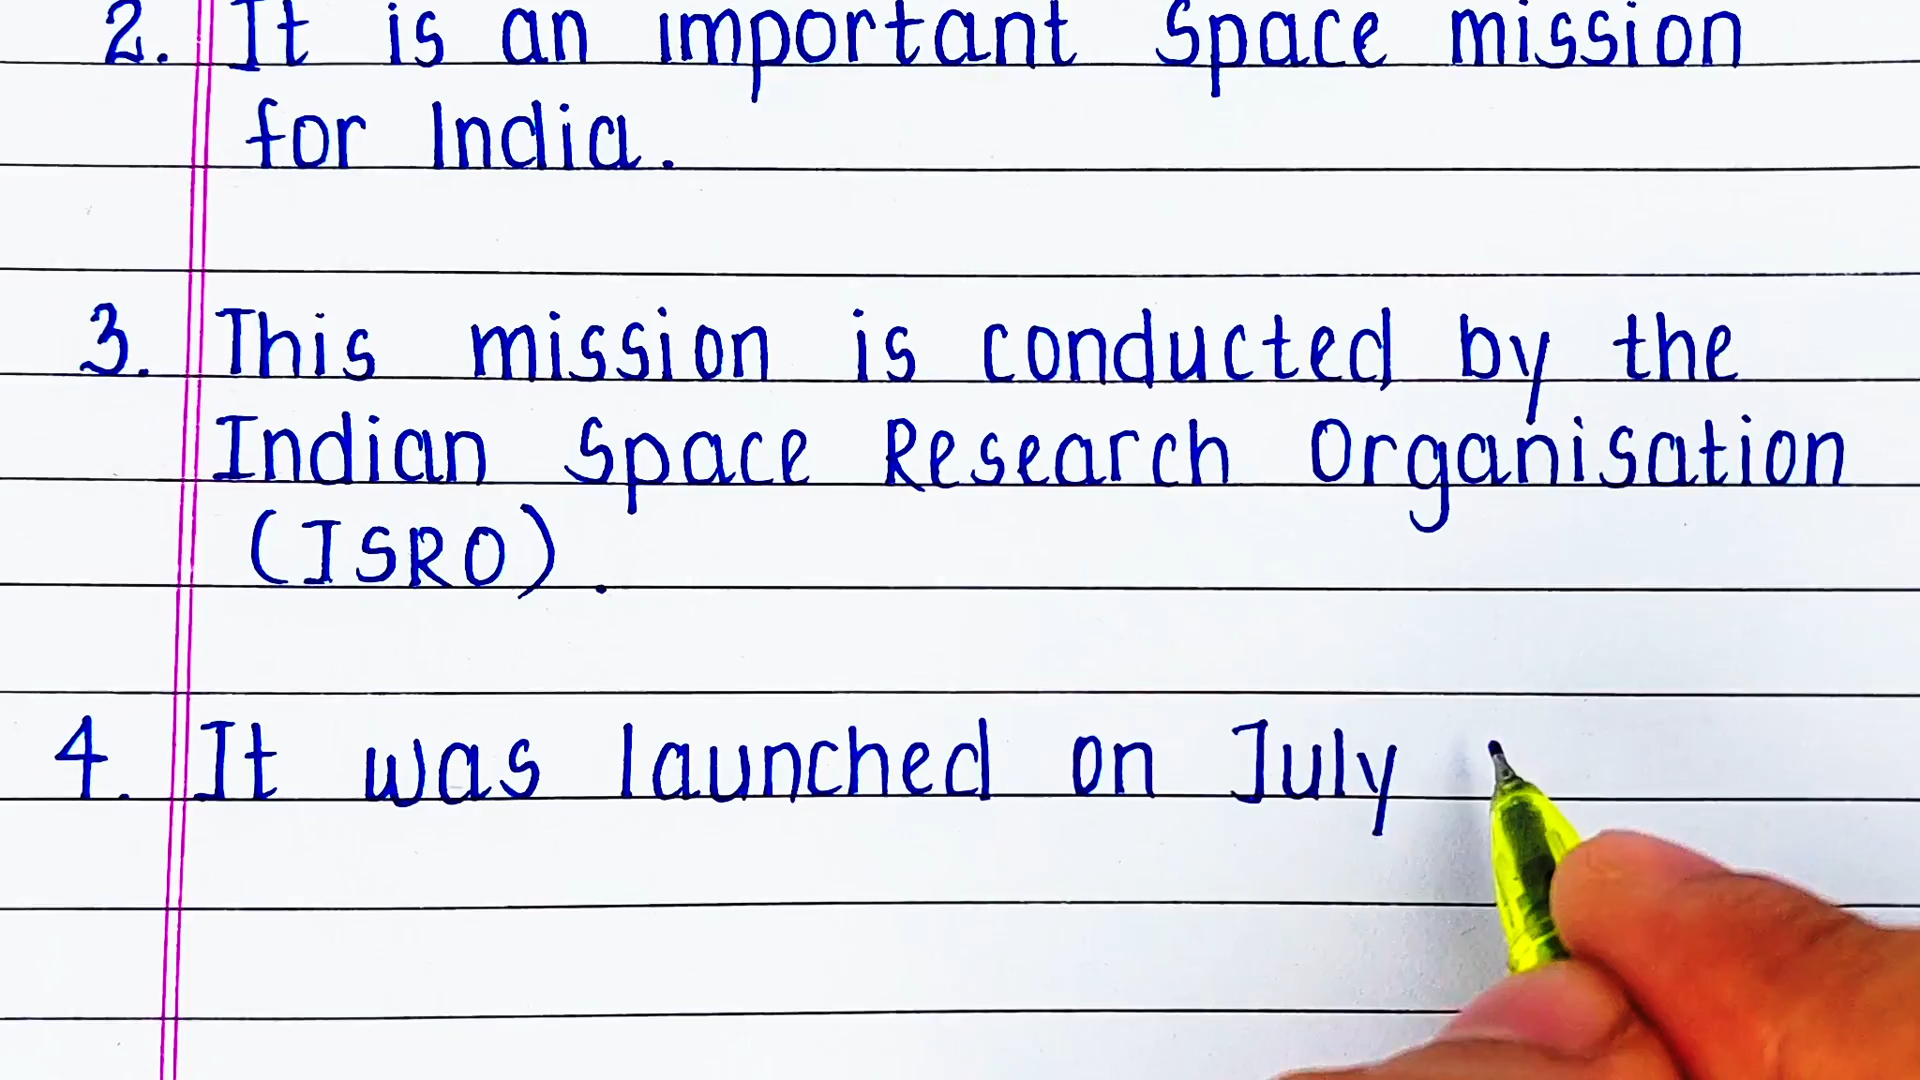 2. It is an important Space mission
for India.
3. This mission is conducted by the
Indian Space Research Organisation
(ISRO).
4. It was launched on July